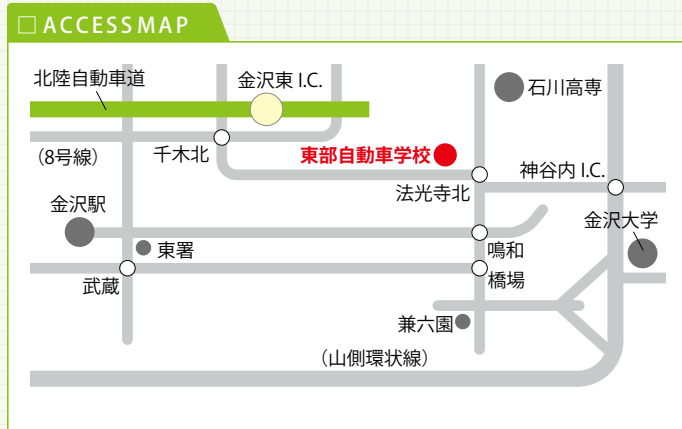 □ ACCESS MAP
北陸自動車道
金沢東 I.C.
石川高専
(8号線)
千木北
東部自動車学校
神谷内 I.C.
法光寺北
金沢駅
金沢大学
東署
鳴和
武蔵
橋場
兼六園
(山側環状線)